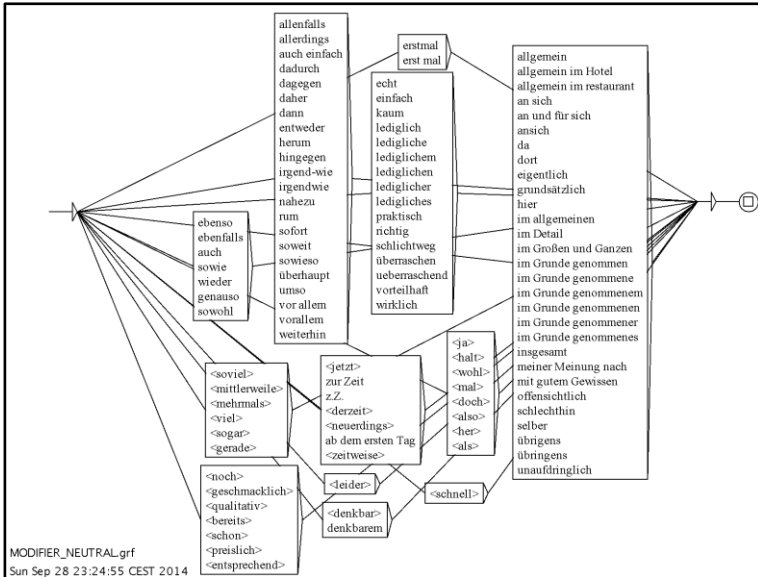 allenfalls
allerdings
auch einfach
dadurch
dagegen
daher
dann
entweder
herum
hingegen
irgend-wie
irgendwie
nahezu
rum
sofort
soweit
sowieso
überhaupt
umso
vor allem
vorallem
weiterhin
erstmal
erst mal
echt
einfach
kaum
lediglich
ledigliche
lediglichem
lediglichen
lediglicher
ledigliches
praktisch
richtig
schlichtweg
überraschen
ueberraschend
vorteilhaft
wirklich
allgemein
allgemein im Hotel
allgemein im restaurant
an sich
an und für sich
ansich
da
dort
eigentlich
grundsätzlich
hier
im allgemeinen
im Detail
im Großen und Ganzen
im Grunde genommen
im Grunde genommene
im Grunde genommenem
im Grunde genommenen
im Grunde genommener
im Grunde genommenes
insgesamt
meiner Meinung nach
mit gutem Gewissen
offensichtlich
schlechthin
selber
übrigens
übringens
unaufdringlich
ebenso
ebenfalls
auch
sowie
wieder
genauso
sowohl
<soviel>
<mittlerweile>
<mehrmals>
<viel>
<sogar>
<gerade>
<jetzt>
zur Zeit
z.Z.
<derzeit>
<neuerdings>
ab dem ersten Tag
<zeitweise>
<ja>
<halt>
<wohl>
<mal>
<doch>
<also>
<her>
<als>
<noch>
<geschmacklich>
<qualitativ>
<bereits>
<schon>
<preislich>
<entsprechend>
<leider>
<denkbar>
denkbarem
<schnell>
MODIFIER_NEUTRAL.grf
Sun Sep 28 23:24:55 CEST 2014